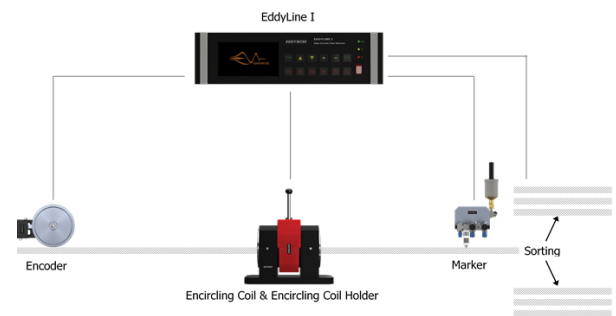 EddyLine I
Encoder
Encircling Coil & Encircling Coil Holder
Marker
Sorting